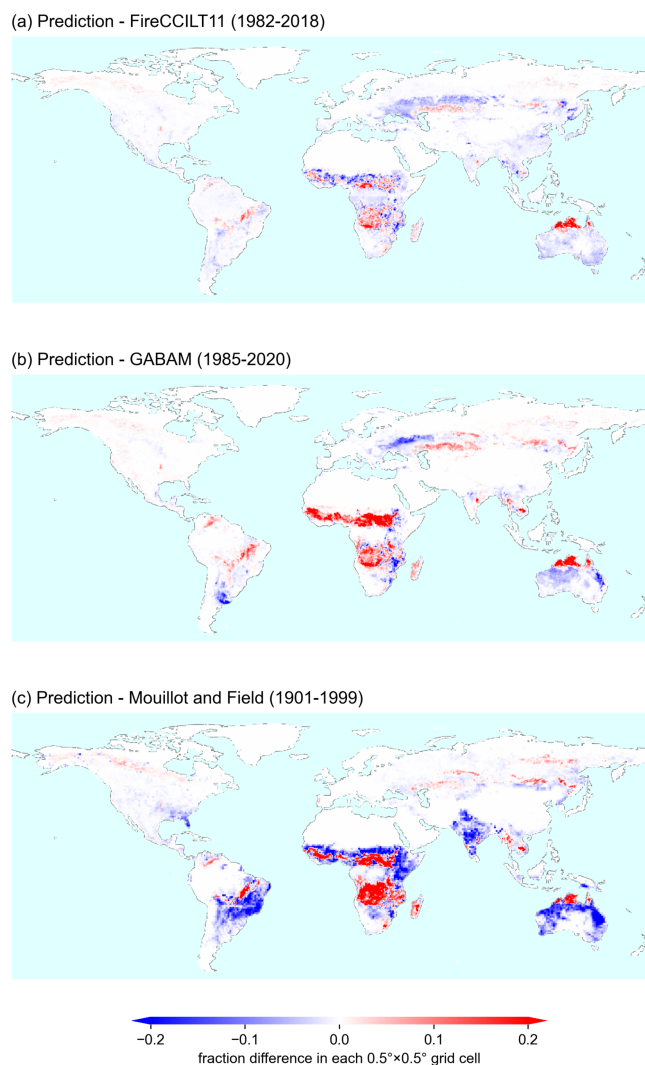 (a) Prediction - FireCCILT11 (1982-2018)
(b) Prediction - GABAM (1985-2020)
(c) Prediction - Mouillot and Field (1901-1999)
−0.2 −0.1 0.0 0.1 0.2
fraction difference in each 0.5°×0.5° grid cell